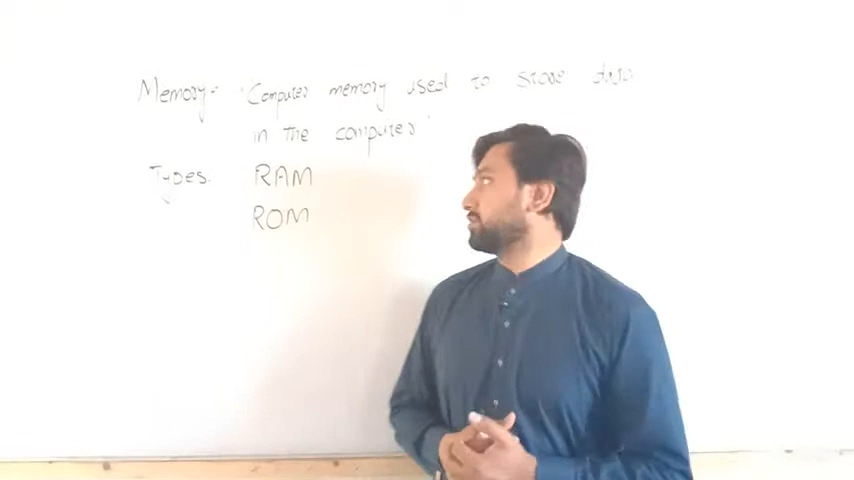 Memory:- "Computer memory used to store data
in the computer"
Types. RAM
ROM